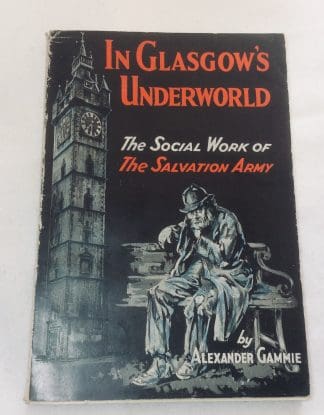 In Glasgow's
Underworld
The Social Work of
The Salvation Army
by
Alexander Gammie